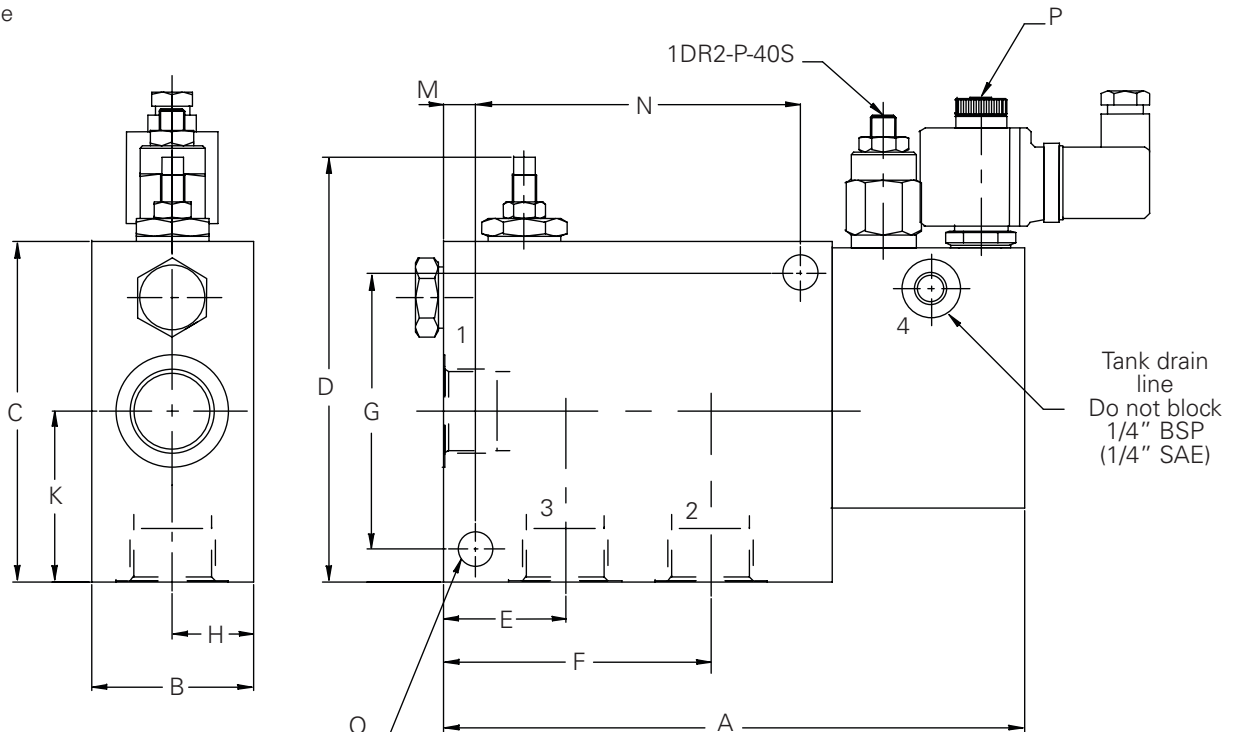 e
P
1DR2-P-40S
M
N
1
4
D
C
G
Tank drain
line
Do not block
1/4” BSP
(1/4” SAE)
K
3
2
E
H
F
B
O
A